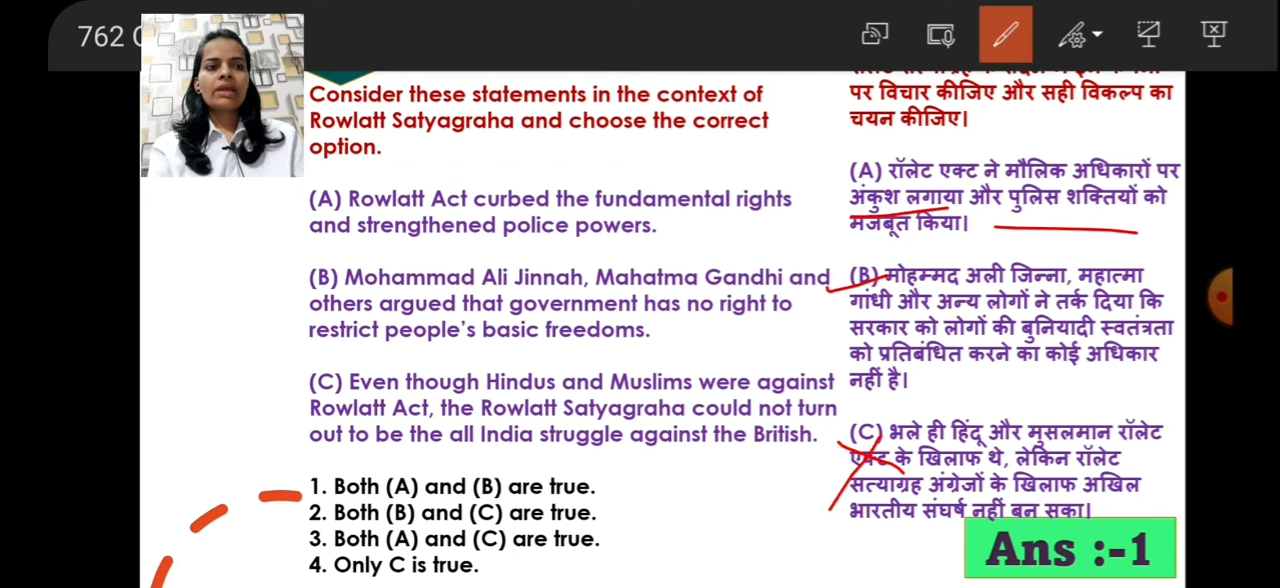 762
Consider these statements in the context of
Rowlatt Satyagraha and choose the correct
option.
(A) Rowlatt Act curbed the fundamental rights
and strengthened police powers.
(B) Mohammad Ali Jinnah, Mahatma Gandhi and
others argued that government has no right to
restrict people’s basic freedoms.
(C) Even though Hindus and Muslims were against
Rowlatt Act, the Rowlatt Satyagraha could not turn
out to be the all India struggle against the British.
1. Both (A) and (B) are true.
2. Both (B) and (C) are true.
3. Both (A) and (C) are true.
4. Only C is true.
पर विचार कीजिए और सही विकल्प का
चयन कीजिए।
(A) रॉलेट एक्ट ने मौलिक अधिकारों पर
अंकुश लगाया और पुलिस शक्तियों को
मजबूत किया।
(B) मोहम्मद अली जिन्ना, महात्मा
गांधी और अन्य लोगों ने तर्क दिया कि
सरकार को लोगों की बुनियादी स्वतंत्रता
को प्रतिबंधित करने का कोई अधिकार
नहीं है।
(C) भले ही हिंदू और मुसलमान रॉलेट
एक्ट के खिलाफ थे, लेकिन रॉलेट
सत्याग्रह अंग्रेजों के खिलाफ अखिल
भारतीय संघर्ष नहीं बन सका।
Ans :-1